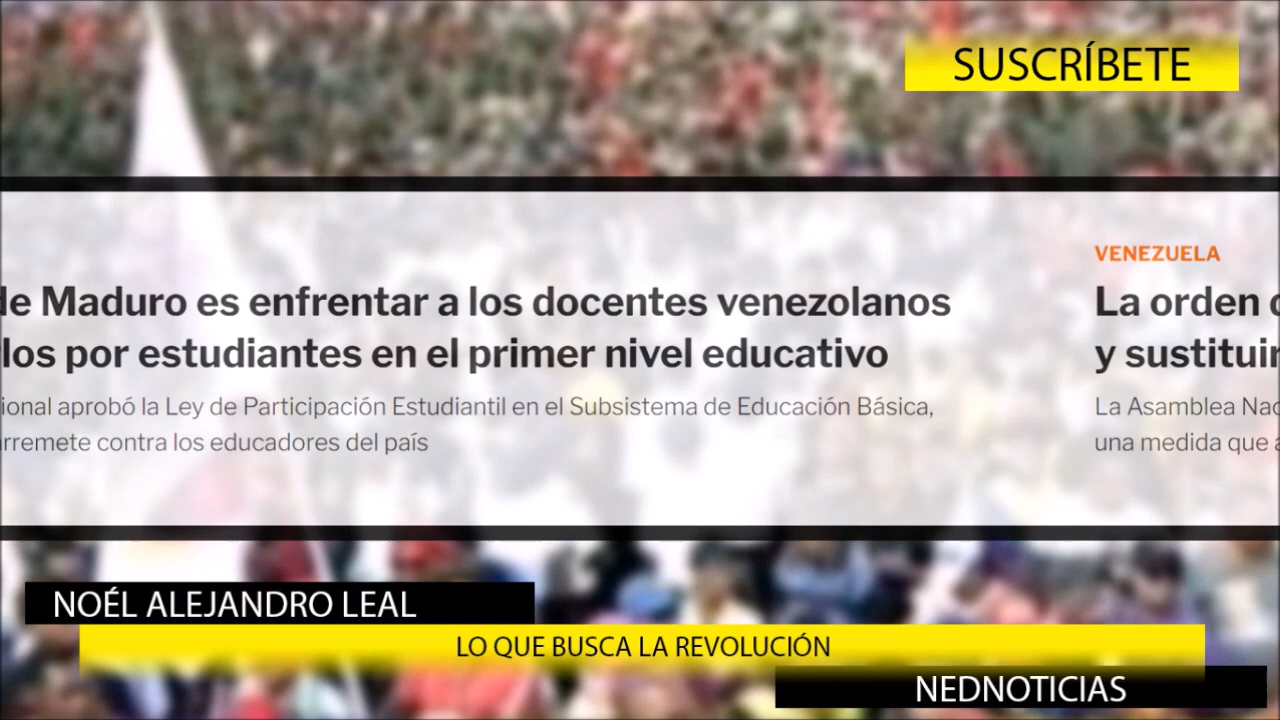 SUSCRÍBETE
VENEZUELA
de Maduro es enfrentar a los docentes venezolanos
los por estudiantes en el primer nivel educativo
ional aprobó la Ley de Participación Estudiantil en el Subsistema de Educación Básica,
rremete contra los educadores del país
La orden d
y sustituir
La Asamblea Nac
una medida que a
NOÉL ALEJANDRO LEAL
LO QUE BUSCA LA REVOLUCIÓN
NEDNOTICIAS